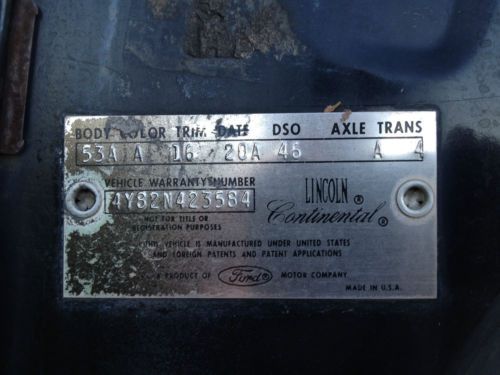 BODY COLOR TRIM DATE DSO AXLE TRANS
53A A 16 20A 45 A 4
VEHICLE WARRANTY NUMBER
4Y82N423584
NOT FOR TITLE OR
REGISTRATION PURPOSES
LINCOLN ®
Continental ®
THIS VEHICLE IS MANUFACTURED UNDER UNITED STATES
AND FOREIGN PATENTS AND PATENT APPLICATIONS
A PRODUCT OF Ford ® MOTOR COMPANY
MADE IN U.S.A.